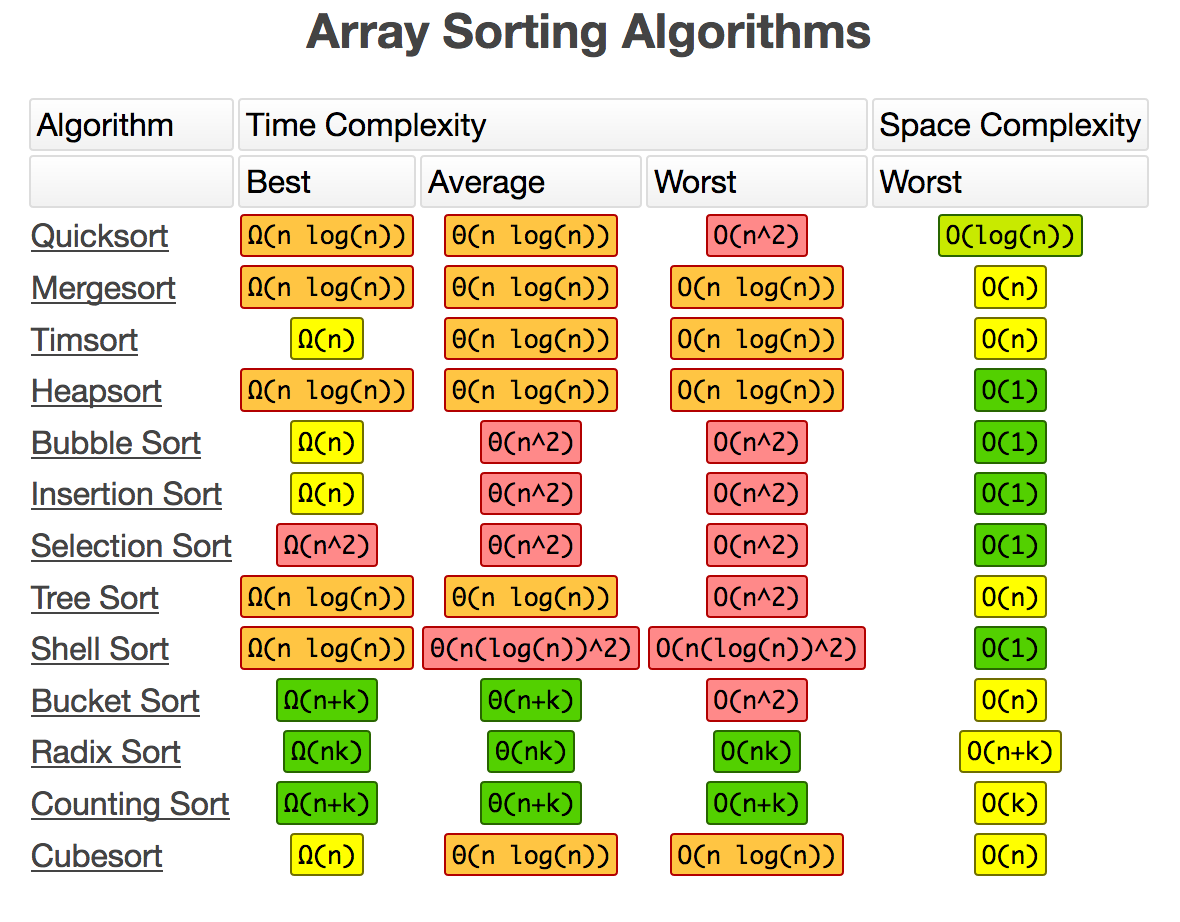 Array Sorting Algorithms
Algorithm Time Complexity Space Complexity
Best Average Worst Worst
Quicksort Ω(n log(n)) Θ(n log(n)) O(n^2) O(log(n))
Mergesort Ω(n log(n)) Θ(n log(n)) O(n log(n)) O(n)
Timsort Ω(n) Θ(n log(n)) O(n log(n)) O(n)
Heapsort Ω(n log(n)) Θ(n log(n)) O(n log(n)) O(1)
Bubble Sort Ω(n) Θ(n^2) O(n^2) O(1)
Insertion Sort Ω(n) Θ(n^2) O(n^2) O(1)
Selection Sort Ω(n^2) Θ(n^2) O(n^2) O(1)
Tree Sort Ω(n log(n)) Θ(n log(n)) O(n^2) O(n)
Shell Sort Ω(n log(n)) Θ(n(log(n))^2) O(n(log(n))^2) O(1)
Bucket Sort Ω(n+k) Θ(n+k) O(n^2) O(n)
Radix Sort Ω(nk) Θ(nk) O(nk) O(n+k)
Counting Sort Ω(n+k) Θ(n+k) O(n+k) O(k)
Cubesort Ω(n) Θ(n log(n)) O(n log(n)) O(n)